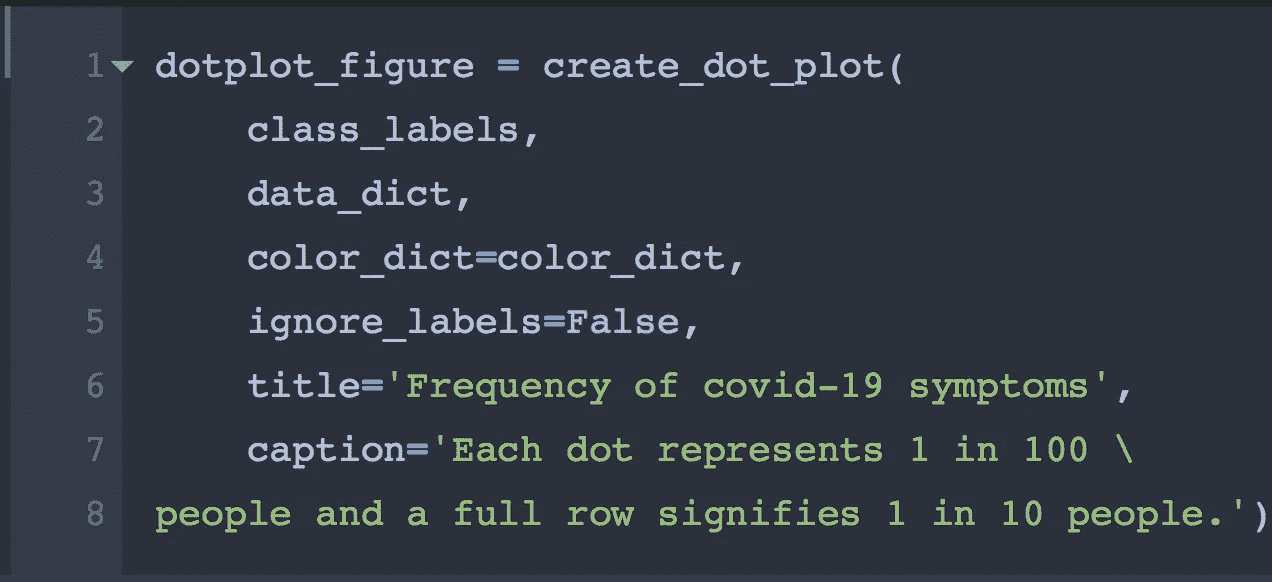 1 dotplot_figure = create_dot_plot(
2     class_labels,
3     data_dict,
4     color_dict=color_dict,
5     ignore_labels=False,
6     title='Frequency of covid-19 symptoms',
7     caption='Each dot represents 1 in 100 \
8 people and a full row signifies 1 in 10 people.')